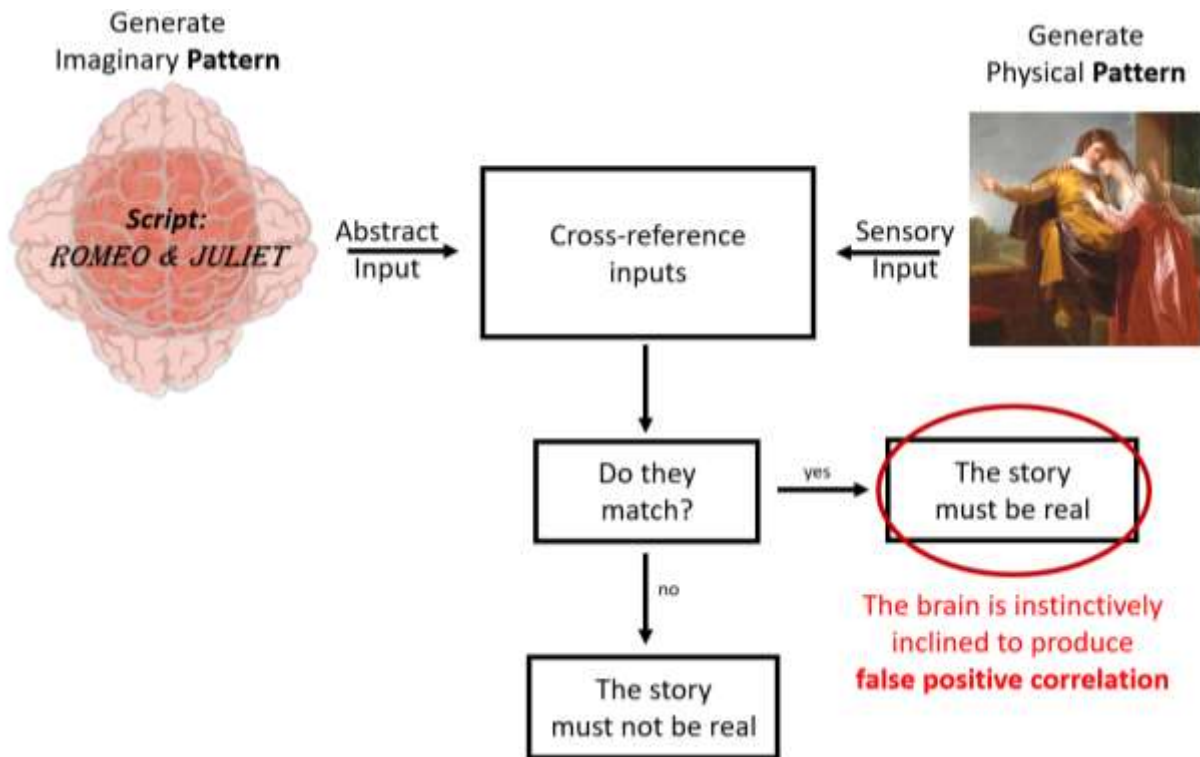 Generate
Imaginary Pattern
Generate
Physical Pattern
Script:
ROMEO & JULIET
Abstract
Input
Cross-reference
inputs
Sensory
Input
Do they
match?
yes
The story
must be real
no
The brain is instinctively
inclined to produce
false positive correlation
The story
must not be real